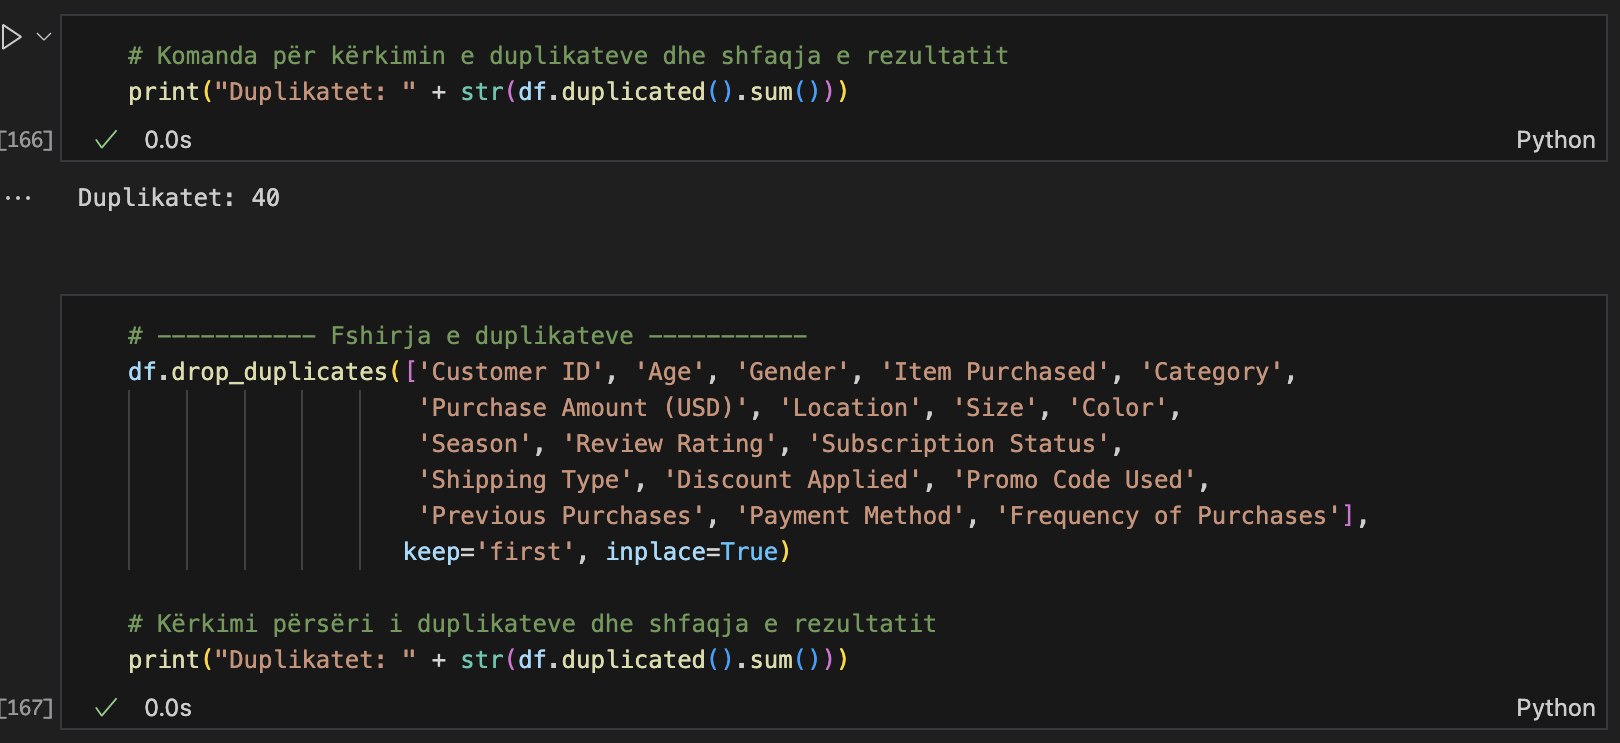 # Komanda për kërkimin e duplikateve dhe shfaqja e rezultatit
print("Duplikatet: " + str(df.duplicated().sum()))
[166]
0.0s
Python
Duplikatet: 40
# ——————————— Fshirja e duplikateve ———————————
df.drop_duplicates(['Customer ID', 'Age', 'Gender', 'Item Purchased', 'Category',
'Purchase Amount (USD)', 'Location', 'Size', 'Color',
'Season', 'Review Rating', 'Subscription Status',
'Shipping Type', 'Discount Applied', 'Promo Code Used',
'Previous Purchases', 'Payment Method', 'Frequency of Purchases'],
keep='first', inplace=True)
# Kërkimi përsëri i duplikateve dhe shfaqja e rezultatit
print("Duplikatet: " + str(df.duplicated().sum()))
[167]
0.0s
Python